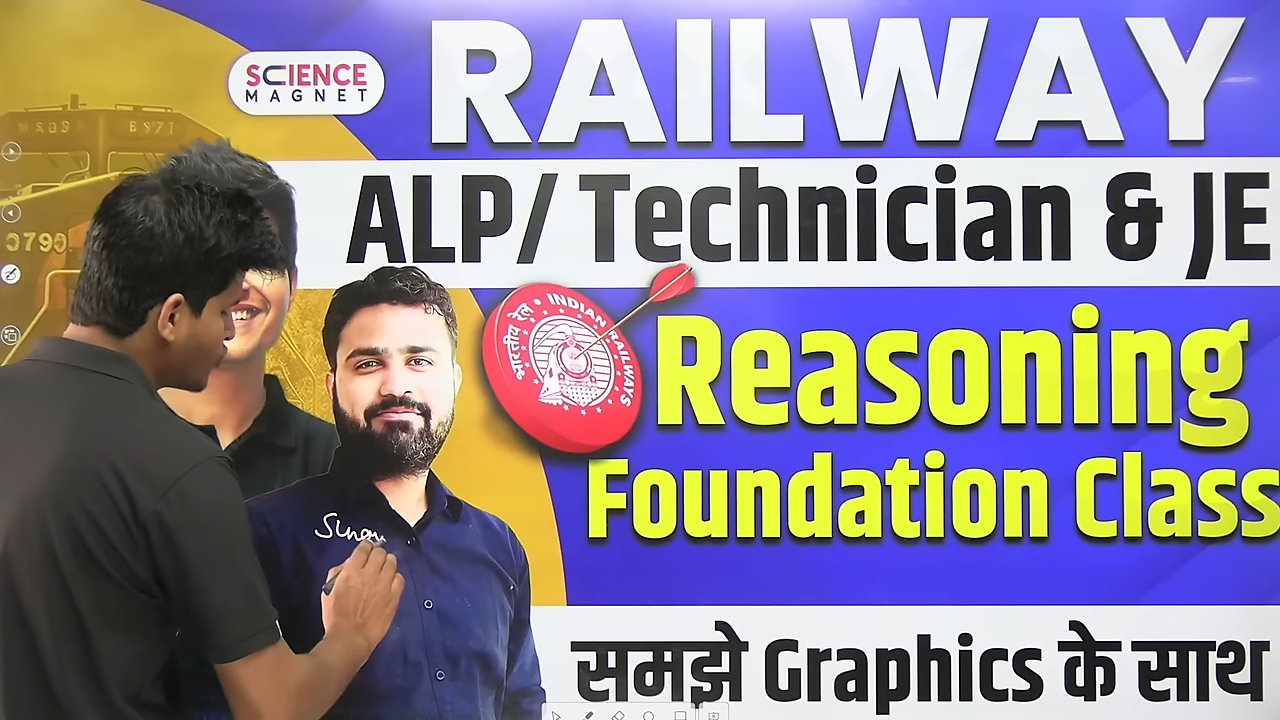 SCIENCE
MAGNET
RAILWAY
ALP/ Technician & JE
भारतीय रेल • INDIAN RAILWAYS
Reasoning
Foundation Class
समझे Graphics के साथ